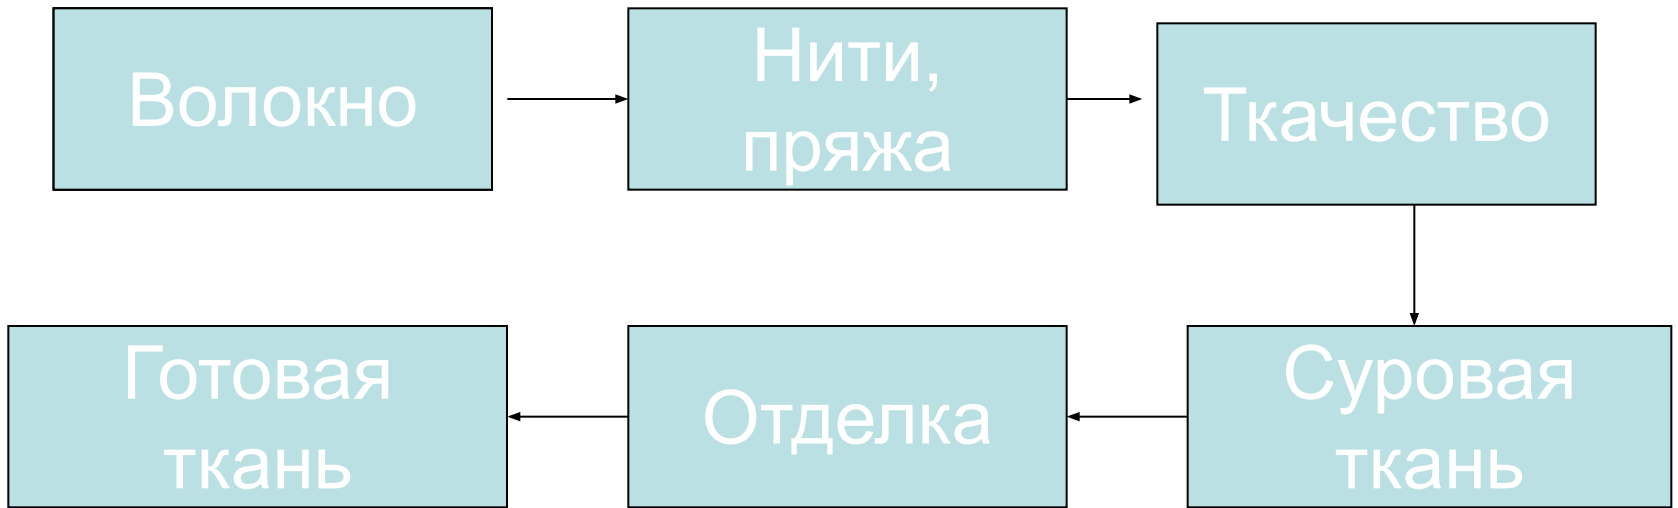 Волокно
Нити,
пряжа
Ткачество
Суровая
ткань
Отделка
Готовая
ткань